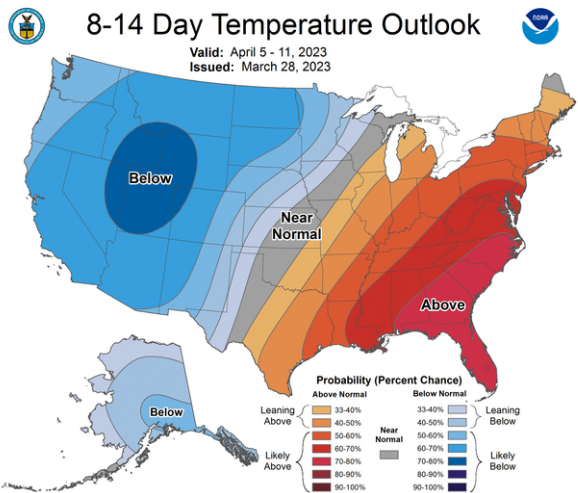 8-14 Day Temperature Outlook
Valid: April 5 - 11, 2023
Issued: March 28, 2023
NOAA
Below
Near
Normal
Above
Below
Probability (Percent Chance)
Above Normal
Below Normal
Leaning
Above
33-40%
40-50%
Likely
Above
50-60%
60-70%
70-80%
80-90%
90-100%
Near
Normal
33-40%
40-50%
Leaning
Below
50-60%
60-70%
70-80%
80-90%
90-100%
Likely
Below